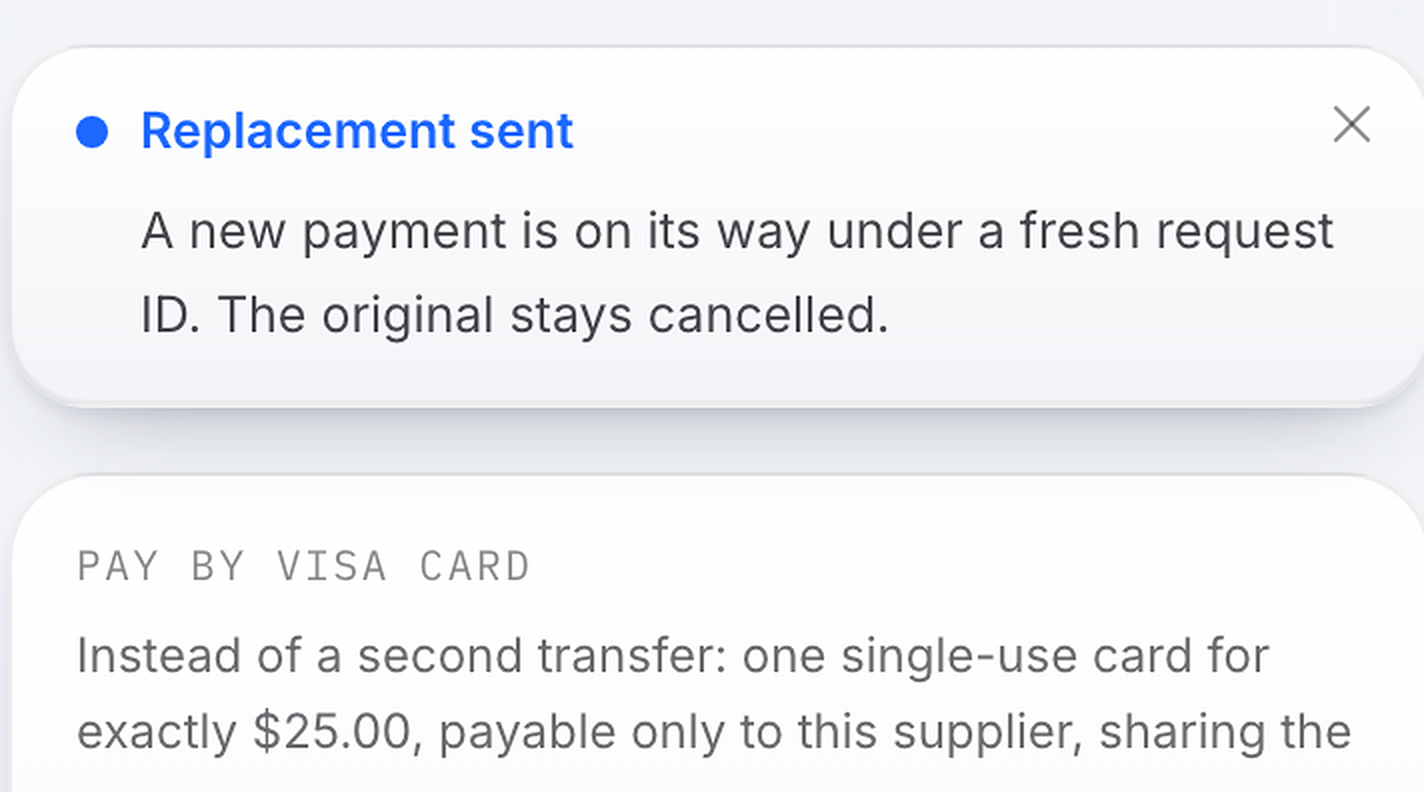 Replacement sent
A new payment is on its way under a fresh request
ID. The original stays cancelled.
PAY BY VISA CARD
Instead of a second transfer: one single-use card for
exactly $25.00, payable only to this supplier, sharing the